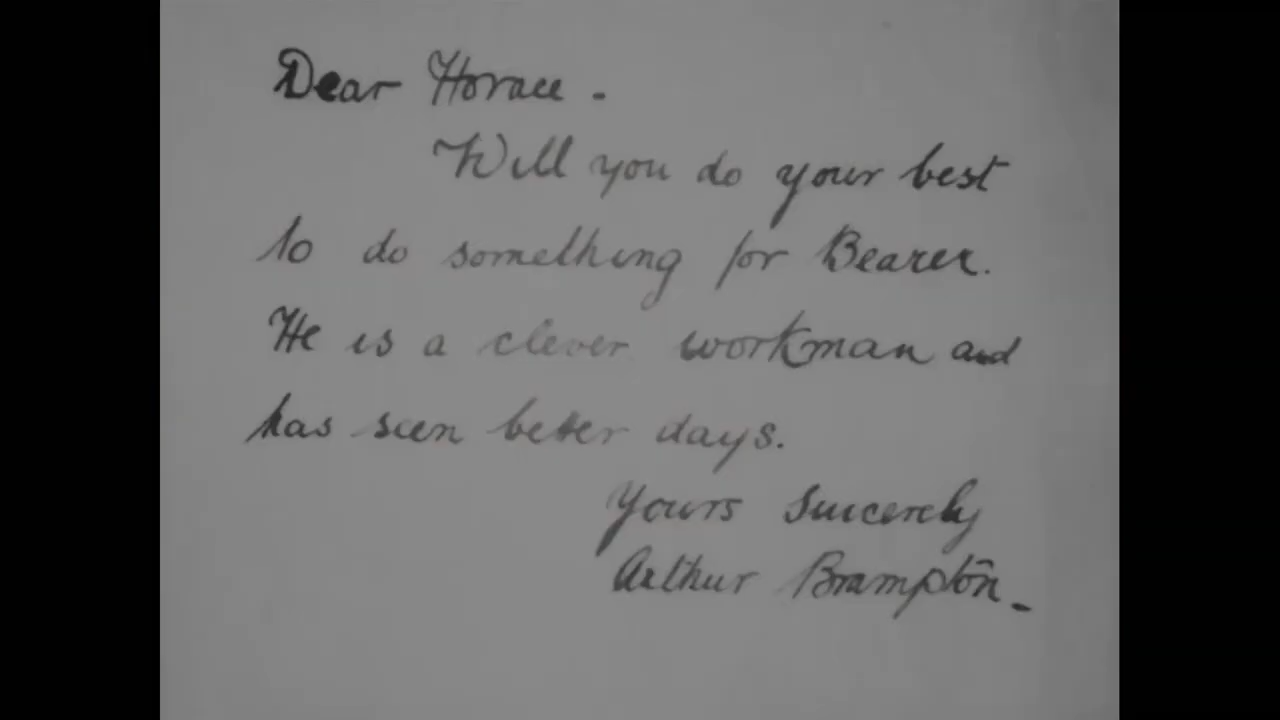 Dear Horace -
Will you do your best
to do something for Bearer.
He is a clever workman and
has seen better days.
Yours Sincerely
Arthur Brampton -